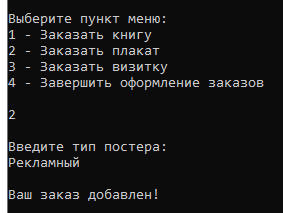 Выберите пункт меню:
1 - Заказать книгу
2 - Заказать плакат
3 - Заказать визитку
4 - Завершить оформление заказов
2
Введите тип постера:
Рекламный
Ваш заказ добавлен!